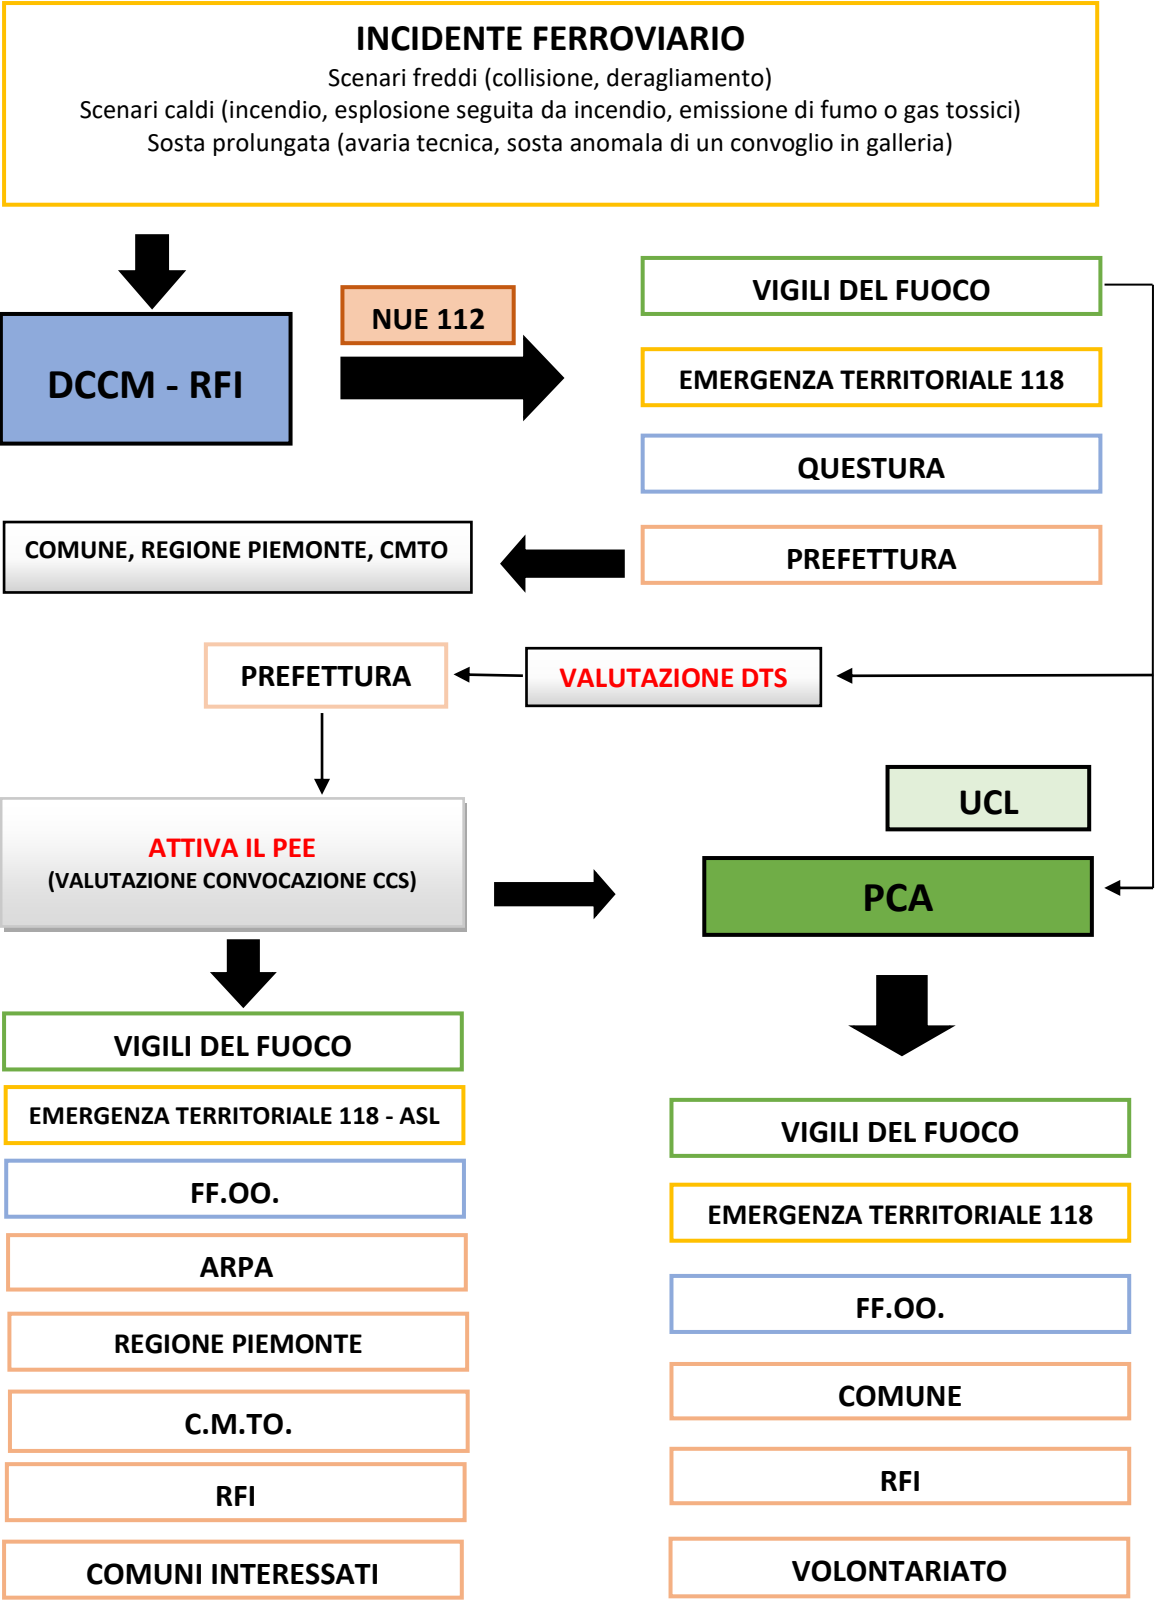 INCIDENTE FERROVIARIO
Scenari freddi (collisione, deragliamento)
Scenari caldi (incendio, esplosione seguita da incendio, emissione di fumo o gas tossici)
Sosta prolungata (avaria tecnica, sosta anomala di un convoglio in galleria)
DCCM - RFI
NUE 112
VIGILI DEL FUOCO
EMERGENZA TERRITORIALE 118
QUESTURA
PREFETTURA
COMUNE, REGIONE PIEMONTE, CMTO
VALUTAZIONE DTS
PREFETTURA
ATTIVA IL PEE
(VALUTAZIONE CONVOCAZIONE CCS)
UCL
PCA
VIGILI DEL FUOCO
EMERGENZA TERRITORIALE 118 - ASL
FF.OO.
ARPA
REGIONE PIEMONTE
C.M.TO.
RFI
COMUNI INTERESSATI
VIGILI DEL FUOCO
EMERGENZA TERRITORIALE 118
FF.OO.
COMUNE
RFI
VOLONTARIATO